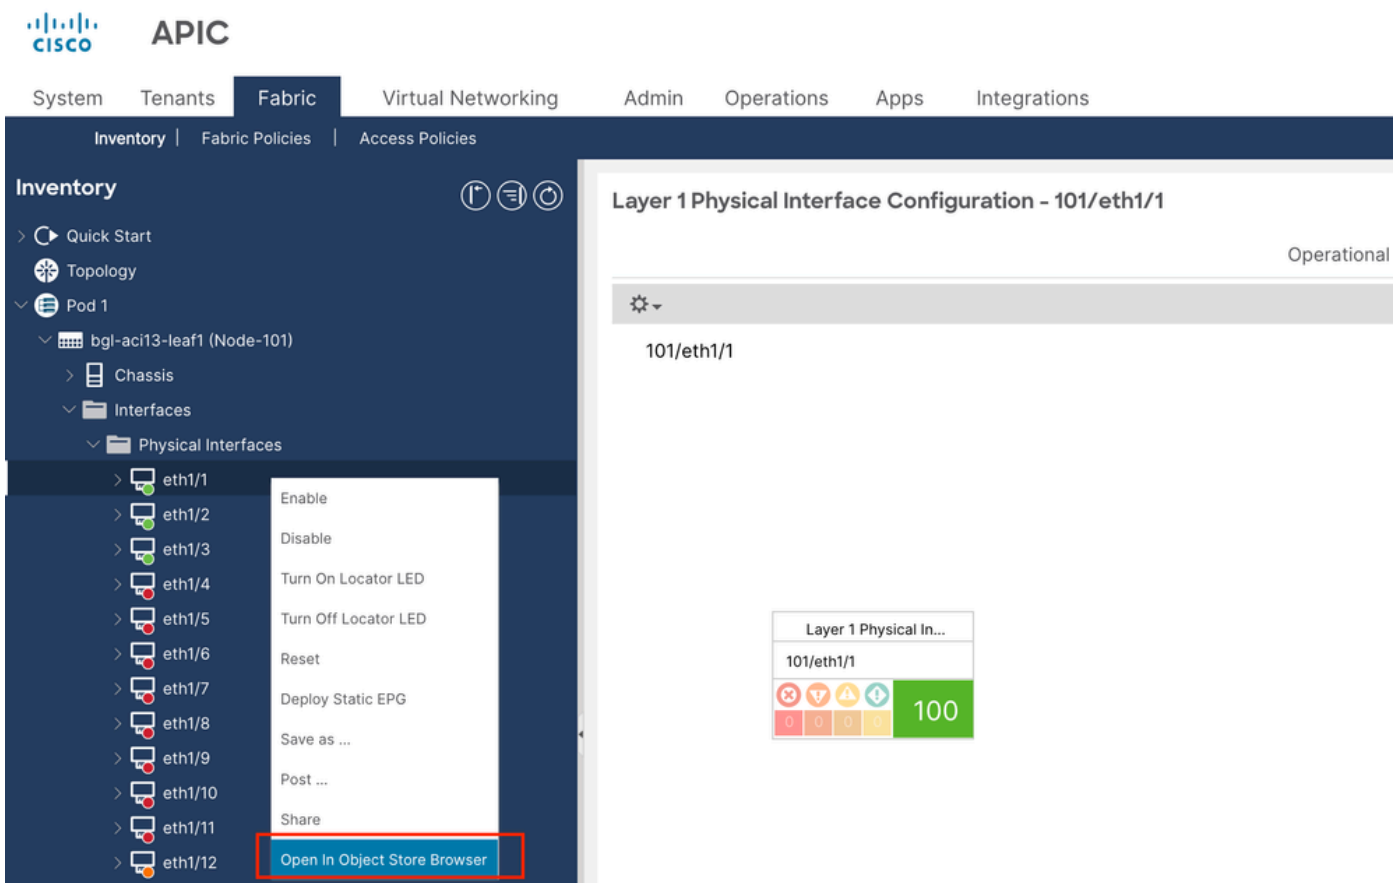 CISCO APIC
System Tenants Fabric Virtual Networking Admin Operations Apps Integrations
Inventory | Fabric Policies | Access Policies
Inventory
Quick Start
Topology
Pod 1
bgl-aci13-leaf1 (Node-101)
Chassis
Interfaces
Physical Interfaces
eth1/1
eth1/2
eth1/3
eth1/4
eth1/5
eth1/6
eth1/7
eth1/8
eth1/9
eth1/10
eth1/11
eth1/12
Enable
Disable
Turn On Locator LED
Turn Off Locator LED
Reset
Deploy Static EPG
Save as ...
Post ...
Share
Open In Object Store Browser
Layer 1 Physical Interface Configuration - 101/eth1/1
Operational
101/eth1/1
Layer 1 Physical In...
101/eth1/1
0 0 0 0 100